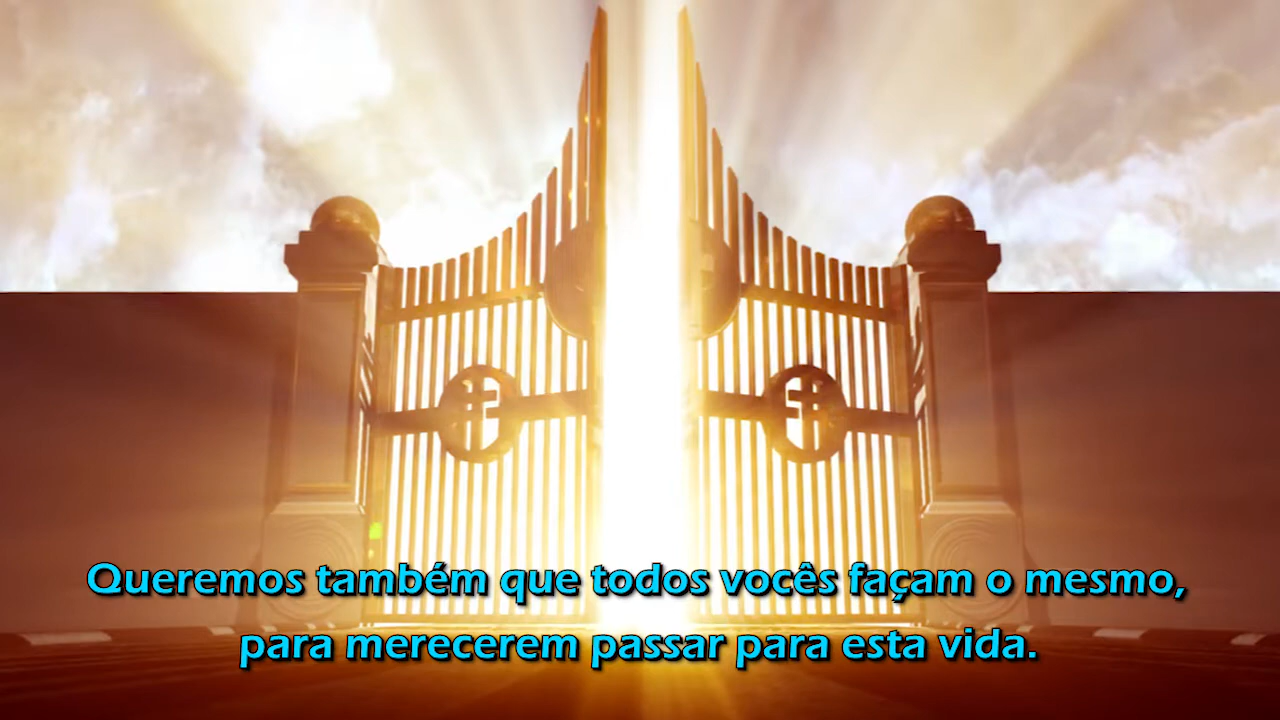 Queremos também que todos vocês façam o mesmo,
para merecerem passar para esta vida.